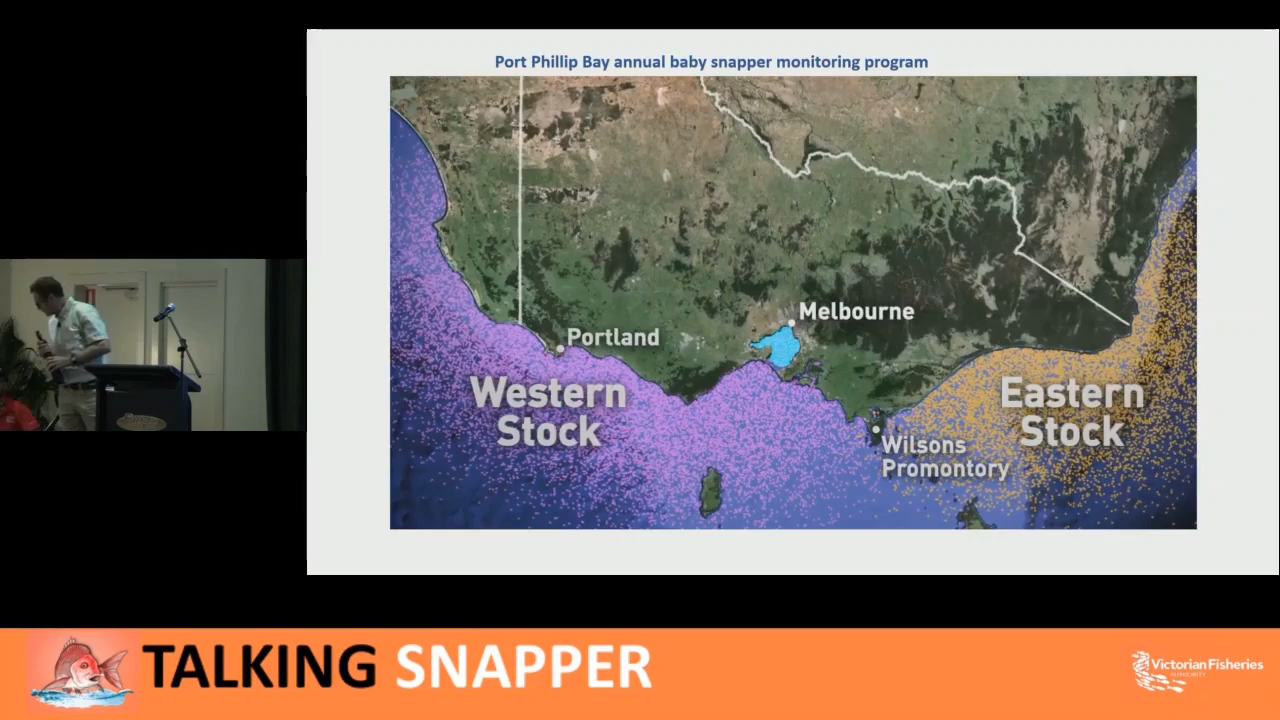 Port Phillip Bay annual baby snapper monitoring program
Melbourne
Portland
Western
Stock
Eastern
Stock
Wilsons
Promontory
TALKING SNAPPER
Victorian Fisheries
AUTHORITY